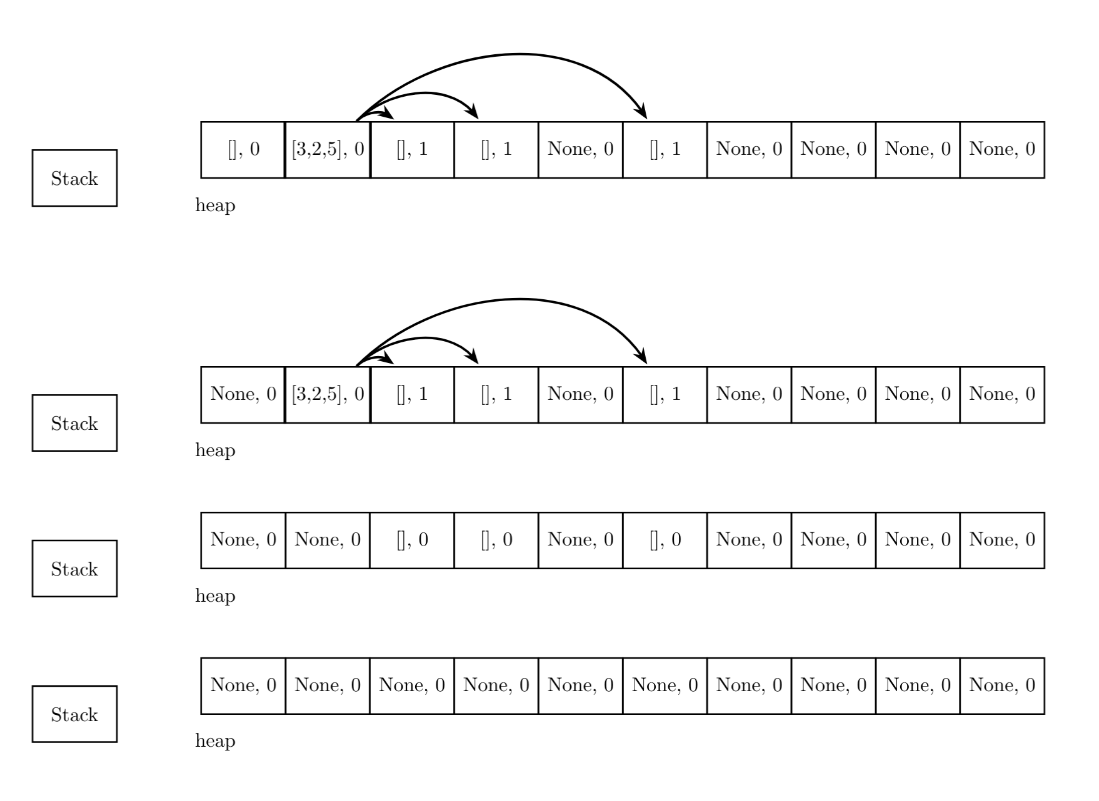 [], 0 [3,2,5], 0 [], 1 [], 1 None, 0 [], 1 None, 0 None, 0 None, 0 None, 0
Stack
heap
None, 0 [3,2,5], 0 [], 1 [], 1 None, 0 [], 1 None, 0 None, 0 None, 0 None, 0
Stack
heap
None, 0 None, 0 [], 0 [], 0 None, 0 [], 0 None, 0 None, 0 None, 0 None, 0
Stack
heap
None, 0 None, 0 None, 0 None, 0 None, 0 None, 0 None, 0 None, 0 None, 0 None, 0
Stack
heap